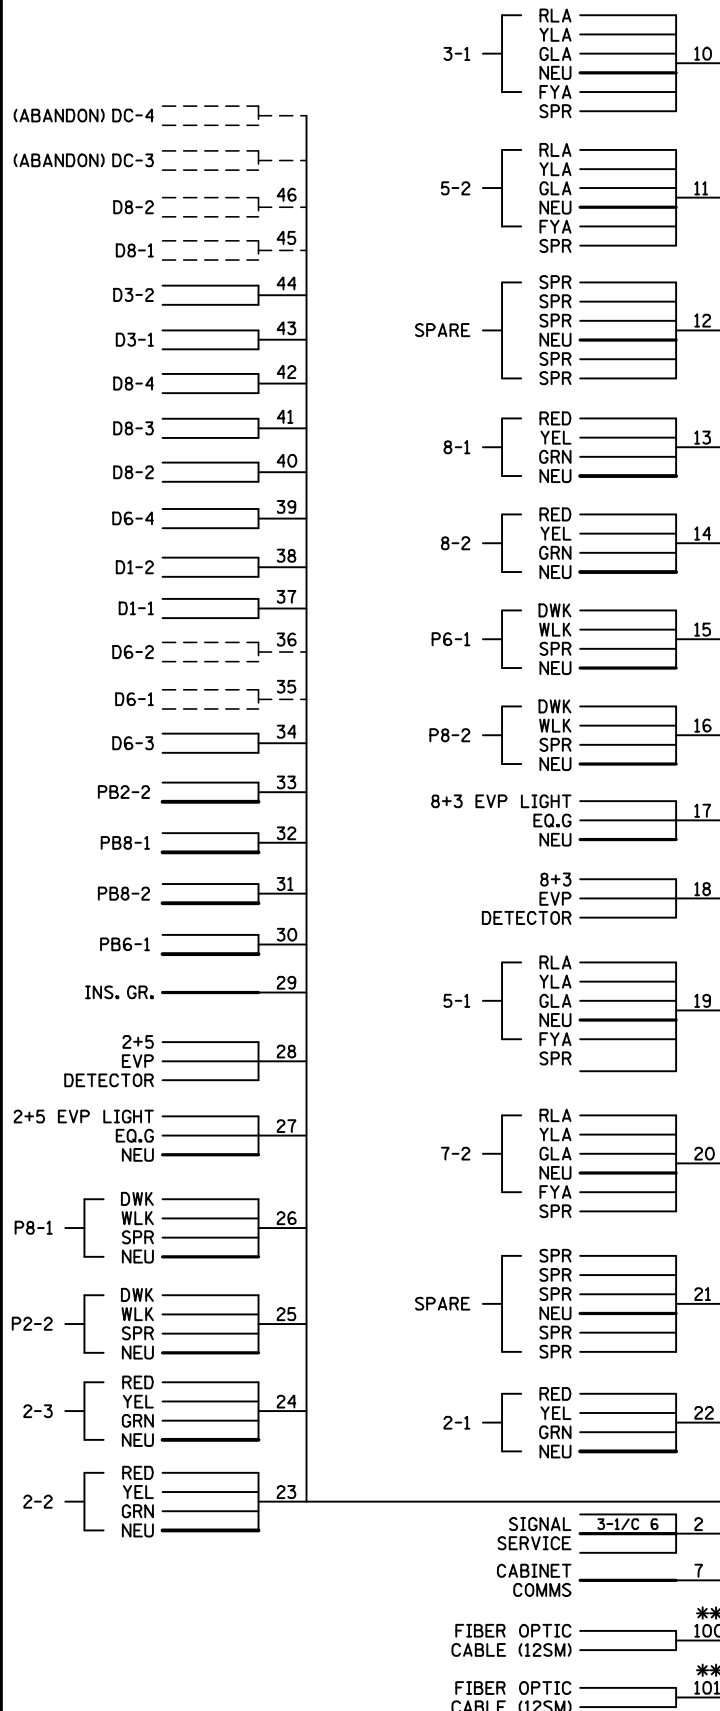 (ABANDON) DC-4
(ABANDON) DC-3
D8-2 46
D8-1 45
D3-2 44
D3-1 43
D8-4 42
D8-3 41
D8-2 40
D6-4 39
D1-2 38
D1-1 37
D6-2 36
D6-1 35
D6-3 34
PB2-2 33
PB8-1 32
PB8-2 31
PB6-1 30
INS. GR. 29
2+5
EVP 28
DETECTOR
2+5 EVP LIGHT
EQ.G 27
NEU
P8-1
DWK
WLK
SPR
NEU
26
P2-2
DWK
WLK
SPR
NEU
25
2-3
RED
YEL
GRN
NEU
24
2-2
RED
YEL
GRN
NEU
23
3-1
RLA
YLA
GLA
NEU
FYA
SPR
10
5-2
RLA
YLA
GLA
NEU
FYA
SPR
11
SPARE
SPR
SPR
SPR
NEU
SPR
SPR
12
8-1
RED
YEL
GRN
NEU
13
8-2
RED
YEL
GRN
NEU
14
P6-1
DWK
WLK
SPR
NEU
15
P8-2
DWK
WLK
SPR
NEU
16
8+3 EVP LIGHT
EQ.G 17
NEU
8+3
EVP 18
DETECTOR
5-1
RLA
YLA
GLA
NEU
FYA
SPR
19
7-2
RLA
YLA
GLA
NEU
FYA
SPR
20
SPARE
SPR
SPR
SPR
NEU
SPR
SPR
21
2-1
RED
YEL
GRN
NEU
22
SIGNAL 3-1/C 6 2
SERVICE
CABINET 7
COMMS
**
FIBER OPTIC 100
CABLE (12SM)
**
FIBER OPTIC 101
CABLE (12SM)